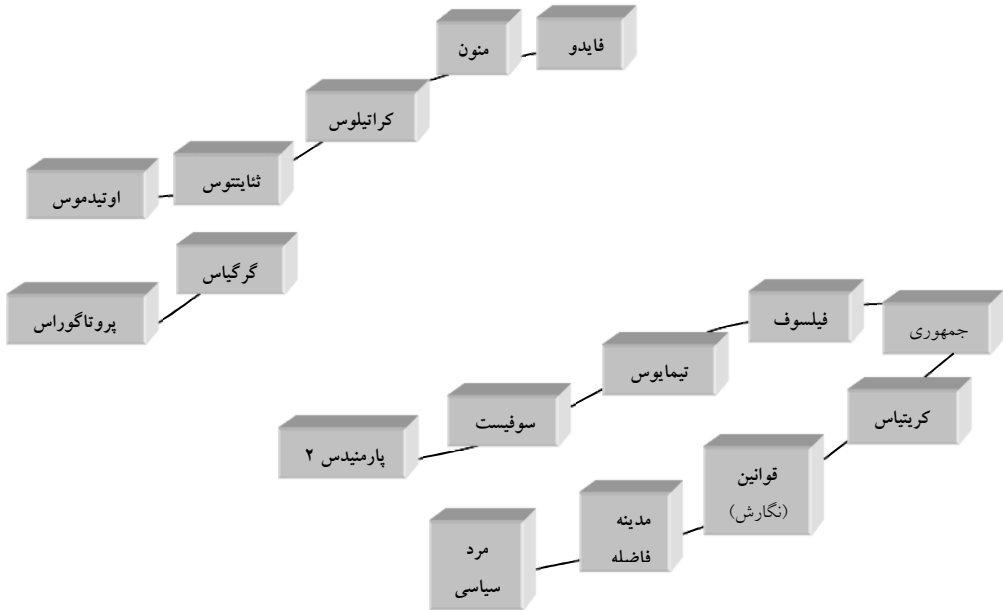 فایدو
منون
کراتیلوس
ثئایتتوس
اوتیدموس
گرگیاس
پروتاگوراس
فیلسوف
جمهوری
تیمایوس
کریتیاس
سوفیست
پارمنیدس ۲
قوانین
(نگارش)
مدینه
فاضله
مرد
سیاسی